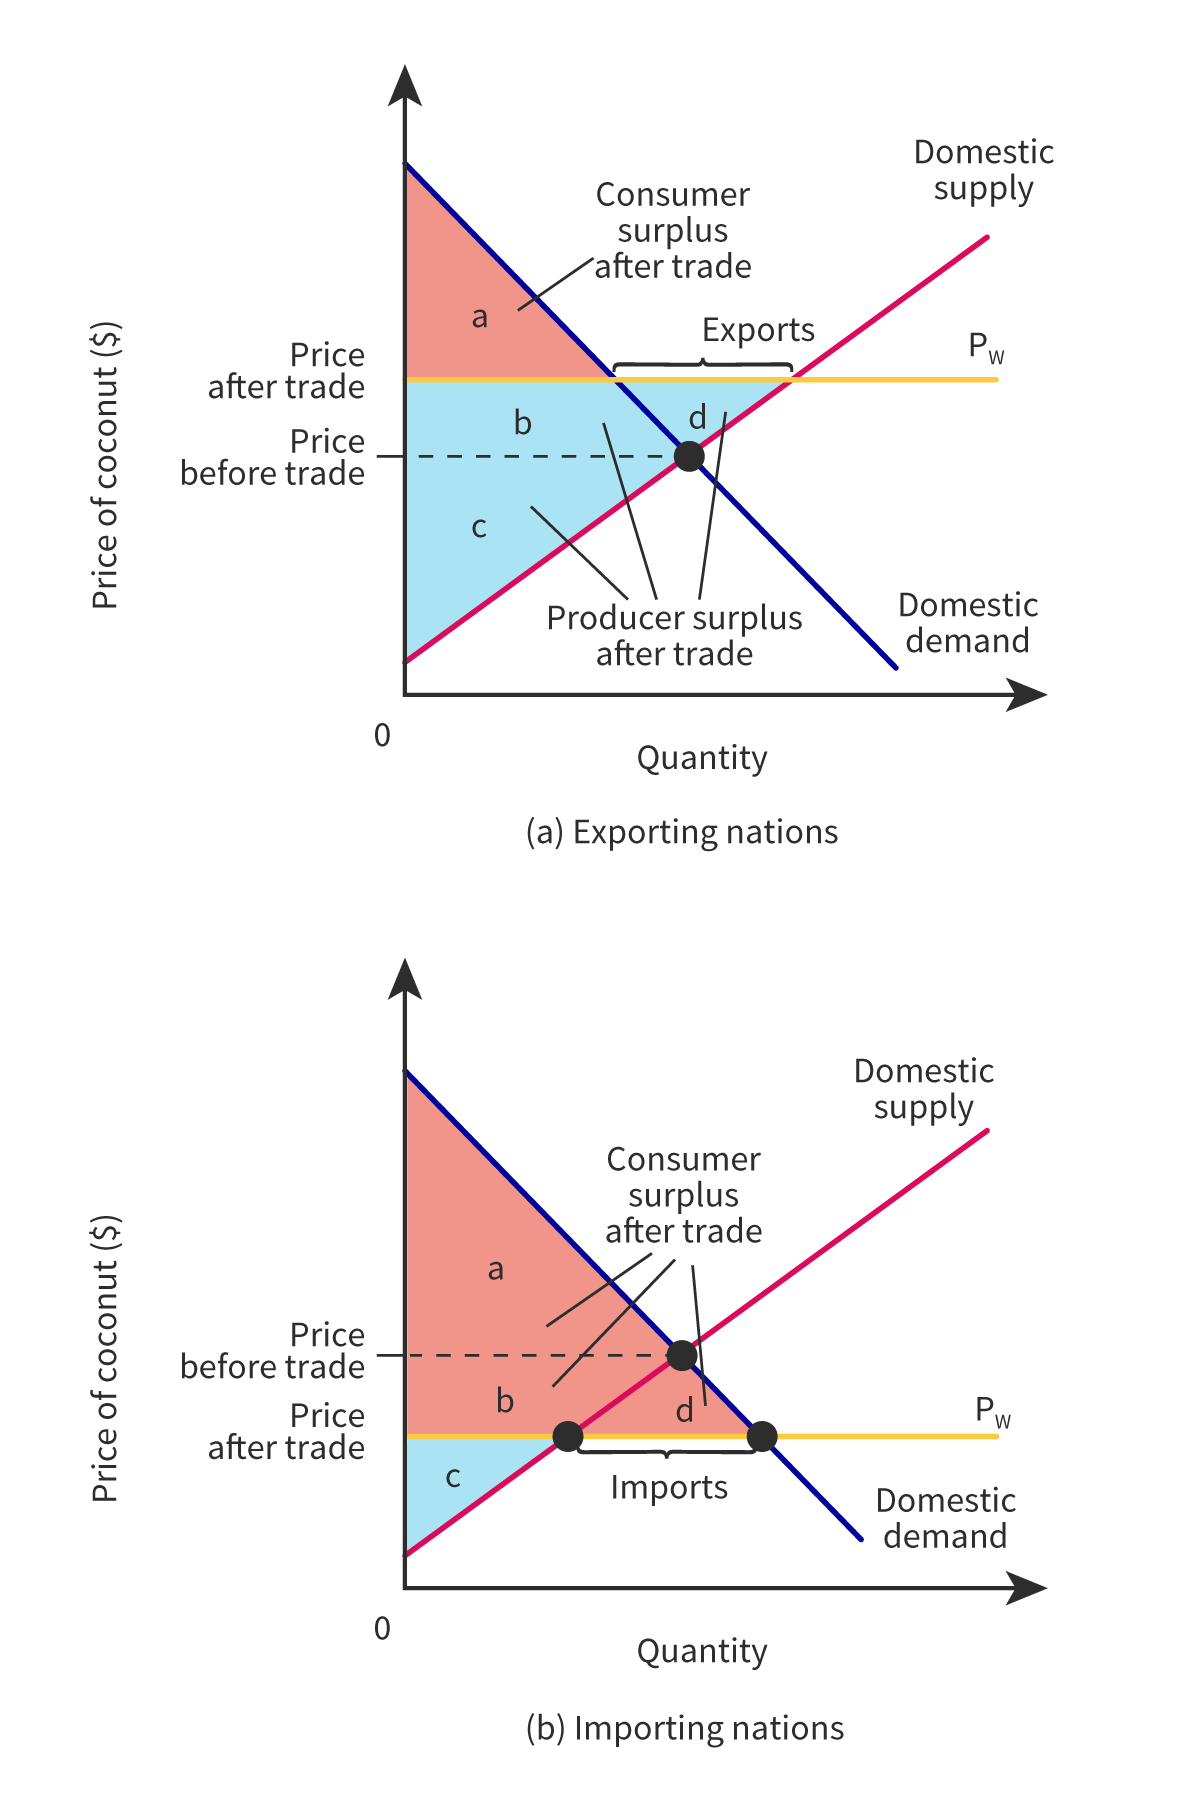 Domestic
supply
Consumer
surplus
after trade
a
Exports
P_W
Price
after trade
b
d
Price
before trade
c
Price of coconut ($)
Producer surplus
after trade
Domestic
demand
0
Quantity
(a) Exporting nations
Domestic
supply
Consumer
surplus
after trade
a
Price
before trade
b
d
P_W
Price
after trade
c
Imports
Price of coconut ($)
Domestic
demand
0
Quantity
(b) Importing nations